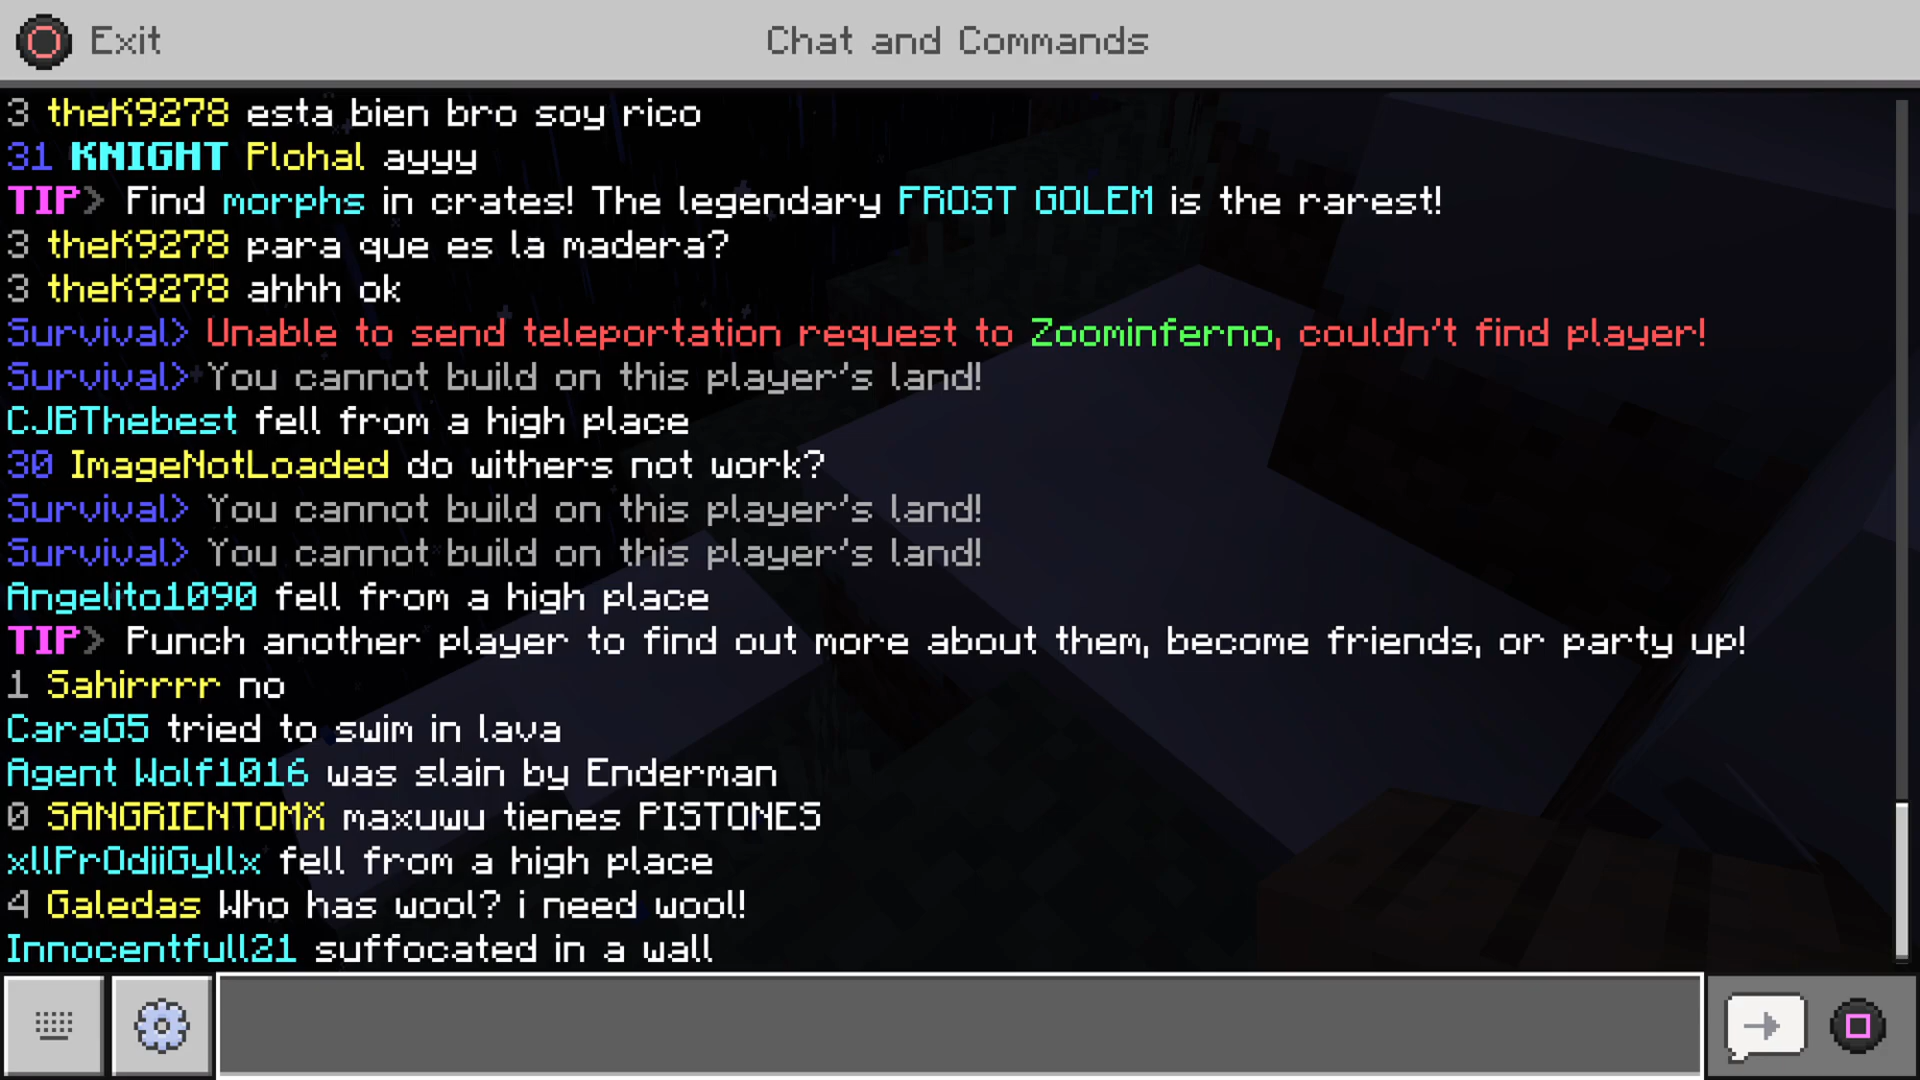 Exit
Chat and Commands
3 theK9278 esta bien bro soy rico
31 KNIGHT Plohal ayyy
TIP> Find morphs in crates! The legendary FROST GOLEM is the rarest!
3 theK9278 para que es la madera?
3 theK9278 ahhh ok
Survival> Unable to send teleportation request to Zoominferno, couldn't find player!
Survival> You cannot build on this player's land!
CJBThebest fell from a high place
30 ImageNotLoaded do withers not work?
Survival> You cannot build on this player's land!
Survival> You cannot build on this player's land!
Angelito1090 fell from a high place
TIP> Punch another player to find out more about them, become friends, or party up!
1 Sahirrrr no
CaraG5 tried to swim in lava
Agent Wolf1016 was slain by Enderman
0 SANGRIENTOMX maxuwu tienes PISTONES
xllPrOdiiGyllx fell from a high place
4 Galedas Who has wool? i need wool!
Innocentfull21 suffocated in a wall